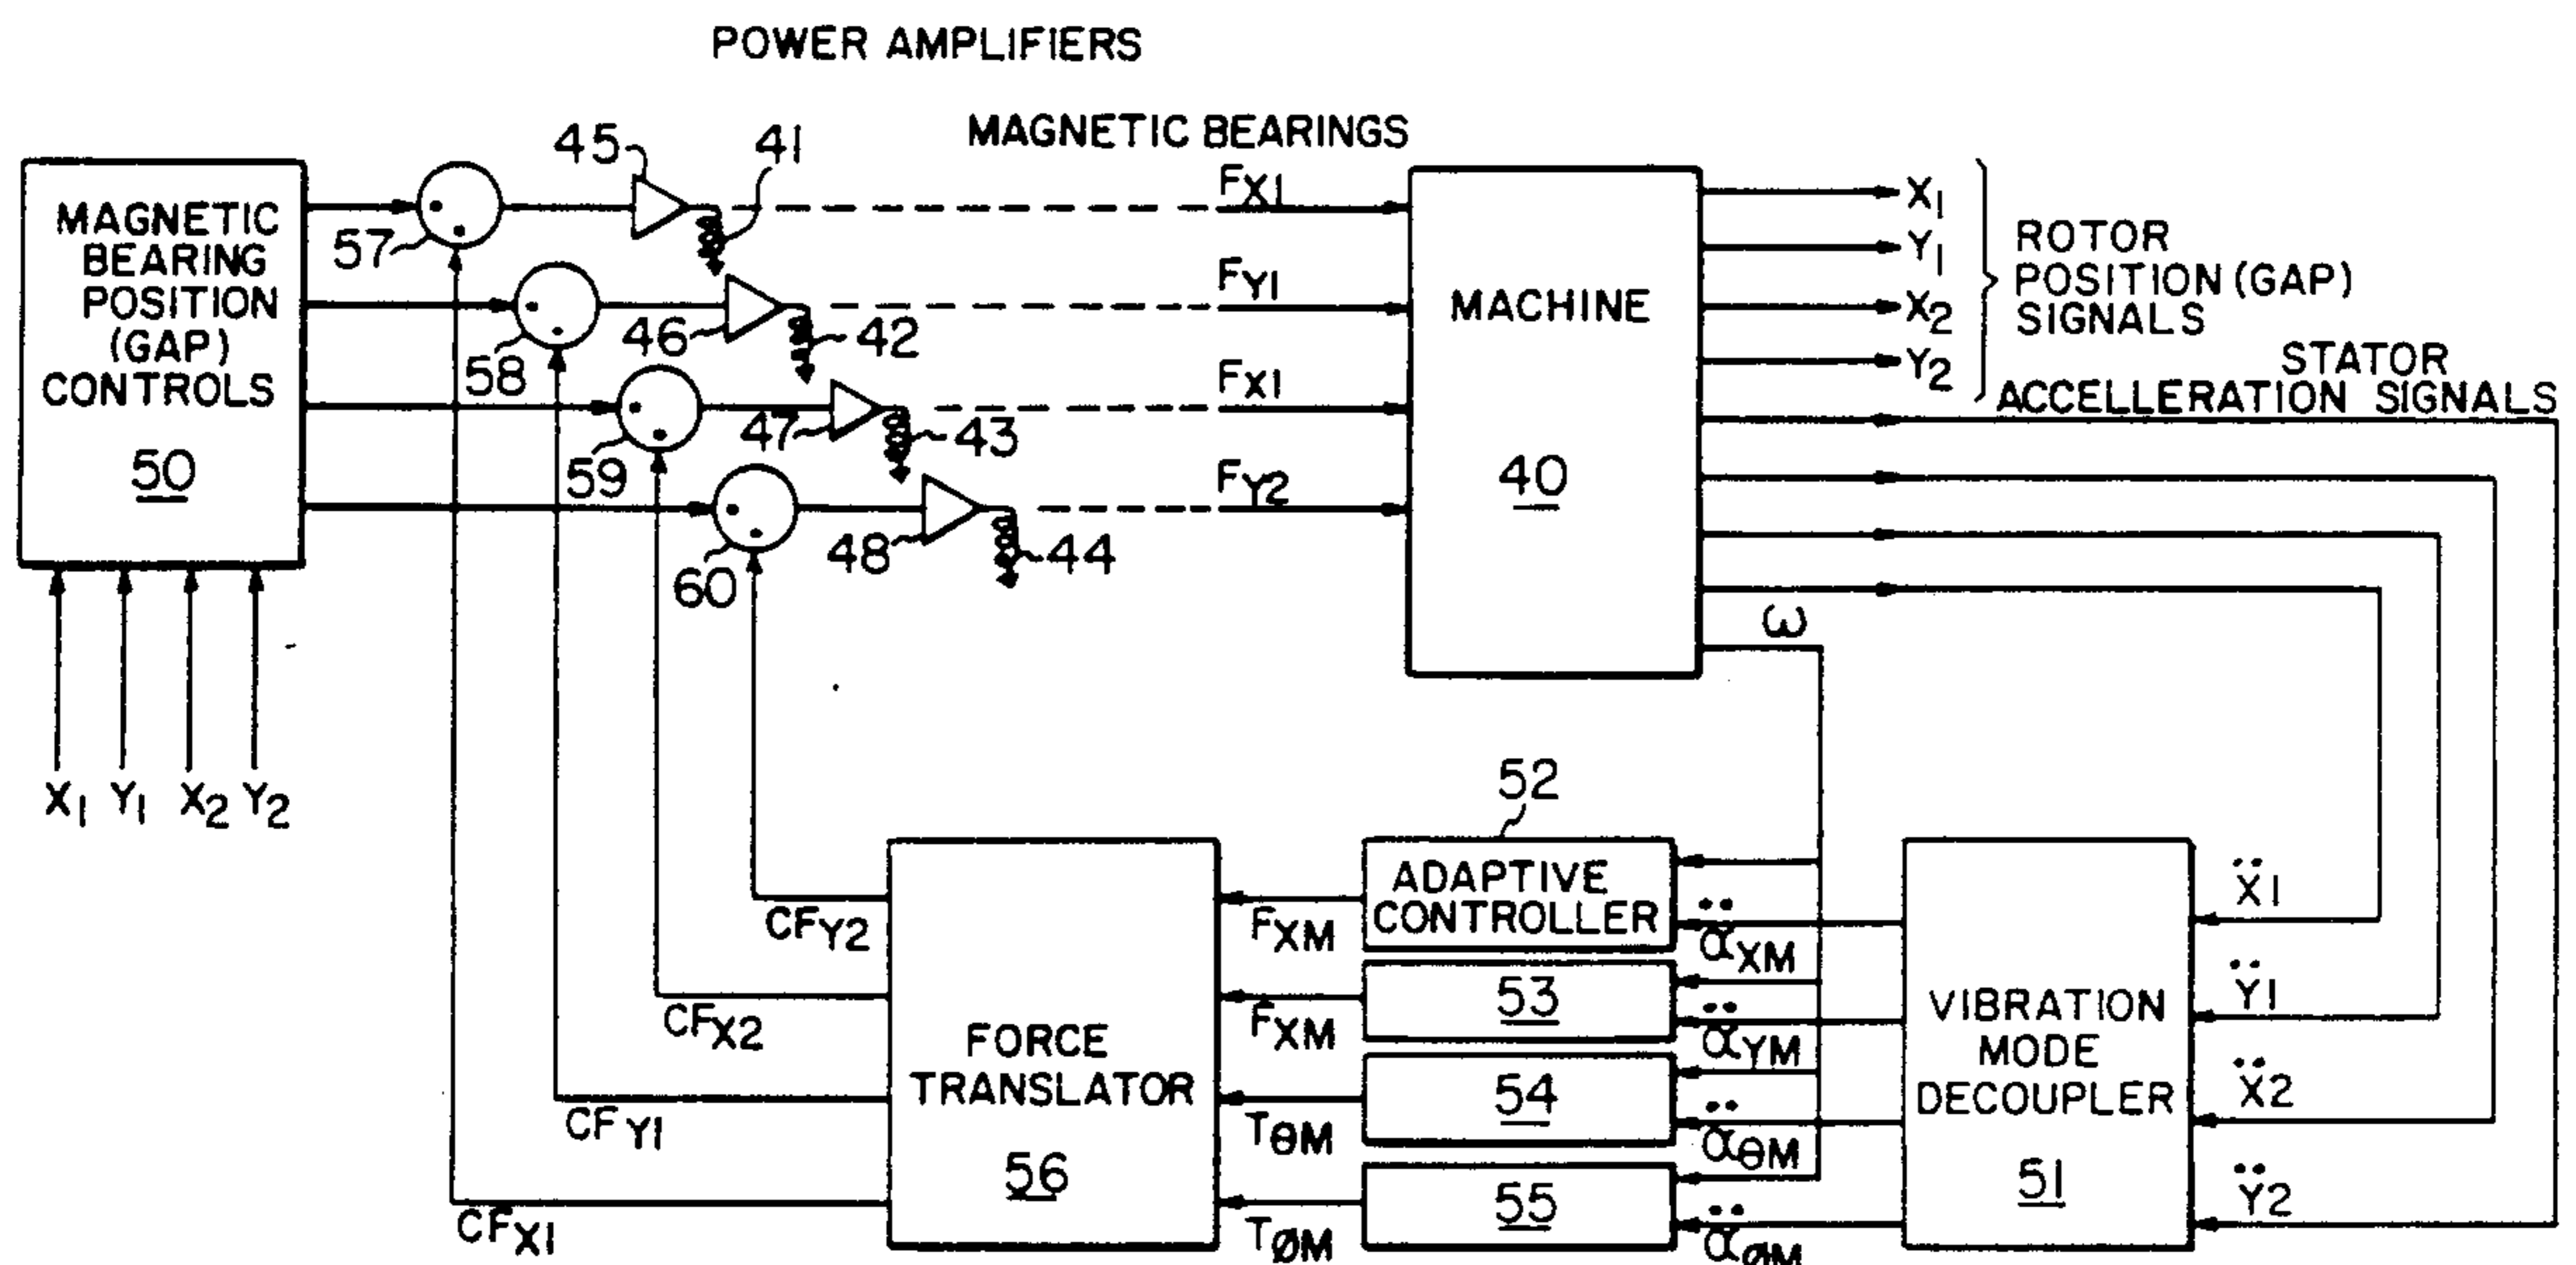 POWER AMPLIFIERS
MAGNETIC BEARINGS
MAGNETIC
BEARING
POSITION
(GAP)
CONTROLS
50
57
58
59
60
45
46
47
48
41
42
43
44
FX1
FY1
FX1
FY2
MACHINE
40
X1
Y1
X2
Y2
ROTOR
POSITION (GAP)
SIGNALS
STATOR
ACCELLERATION SIGNALS
ω
X1 Y1 X2 Y2
52
ADAPTIVE
CONTROLLER
53
54
55
FORCE
TRANSLATOR
56
CFY2
CFX2
CFY1
CFX1
FXM
FXM
TθM
TØM
α̈XM
α̈YM
α̈θM
α̈ØM
VIBRATION
MODE
DECOUPLER
51
Ẍ1
Ÿ1
Ẍ2
Ÿ2